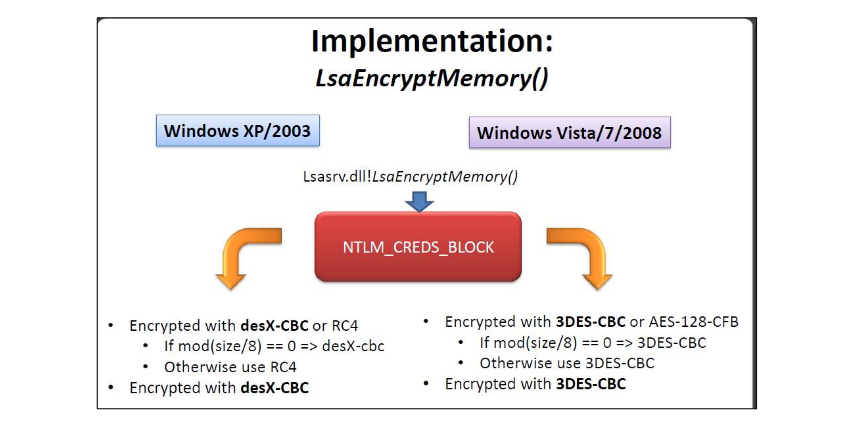 Implementation:
LsaEncryptMemory()
Windows XP/2003
Windows Vista/7/2008
Lsasrv.dll!LsaEncryptMemory()
NTLM_CREDS_BLOCK
• Encrypted with desX-CBC or RC4
• If mod(size/8) == 0 => desX-cbc
• Otherwise use RC4
• Encrypted with desX-CBC
• Encrypted with 3DES-CBC or AES-128-CFB
• If mod(size/8) == 0 => 3DES-CBC
• Otherwise use 3DES-CBC
• Encrypted with 3DES-CBC